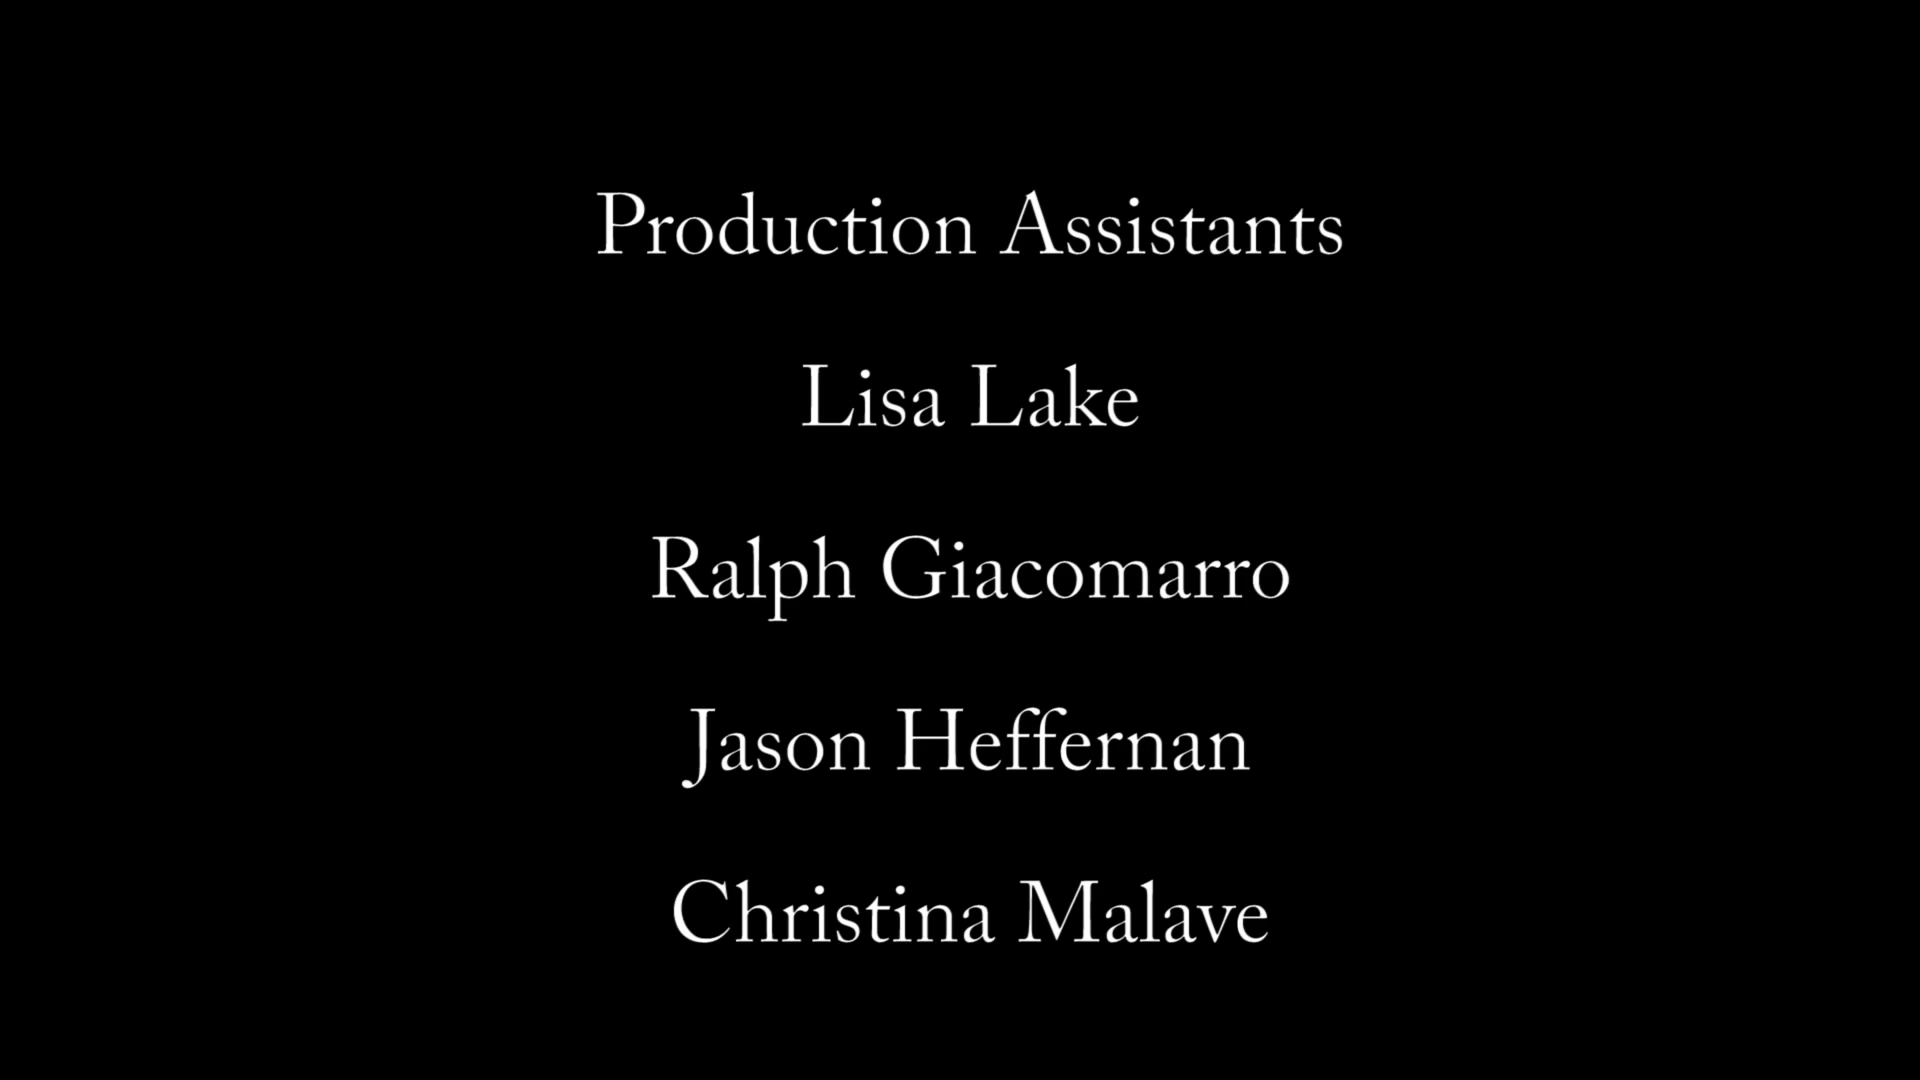 Production Assistants
Lisa Lake
Ralph Giacomarro
Jason Heffernan
Christina Malave